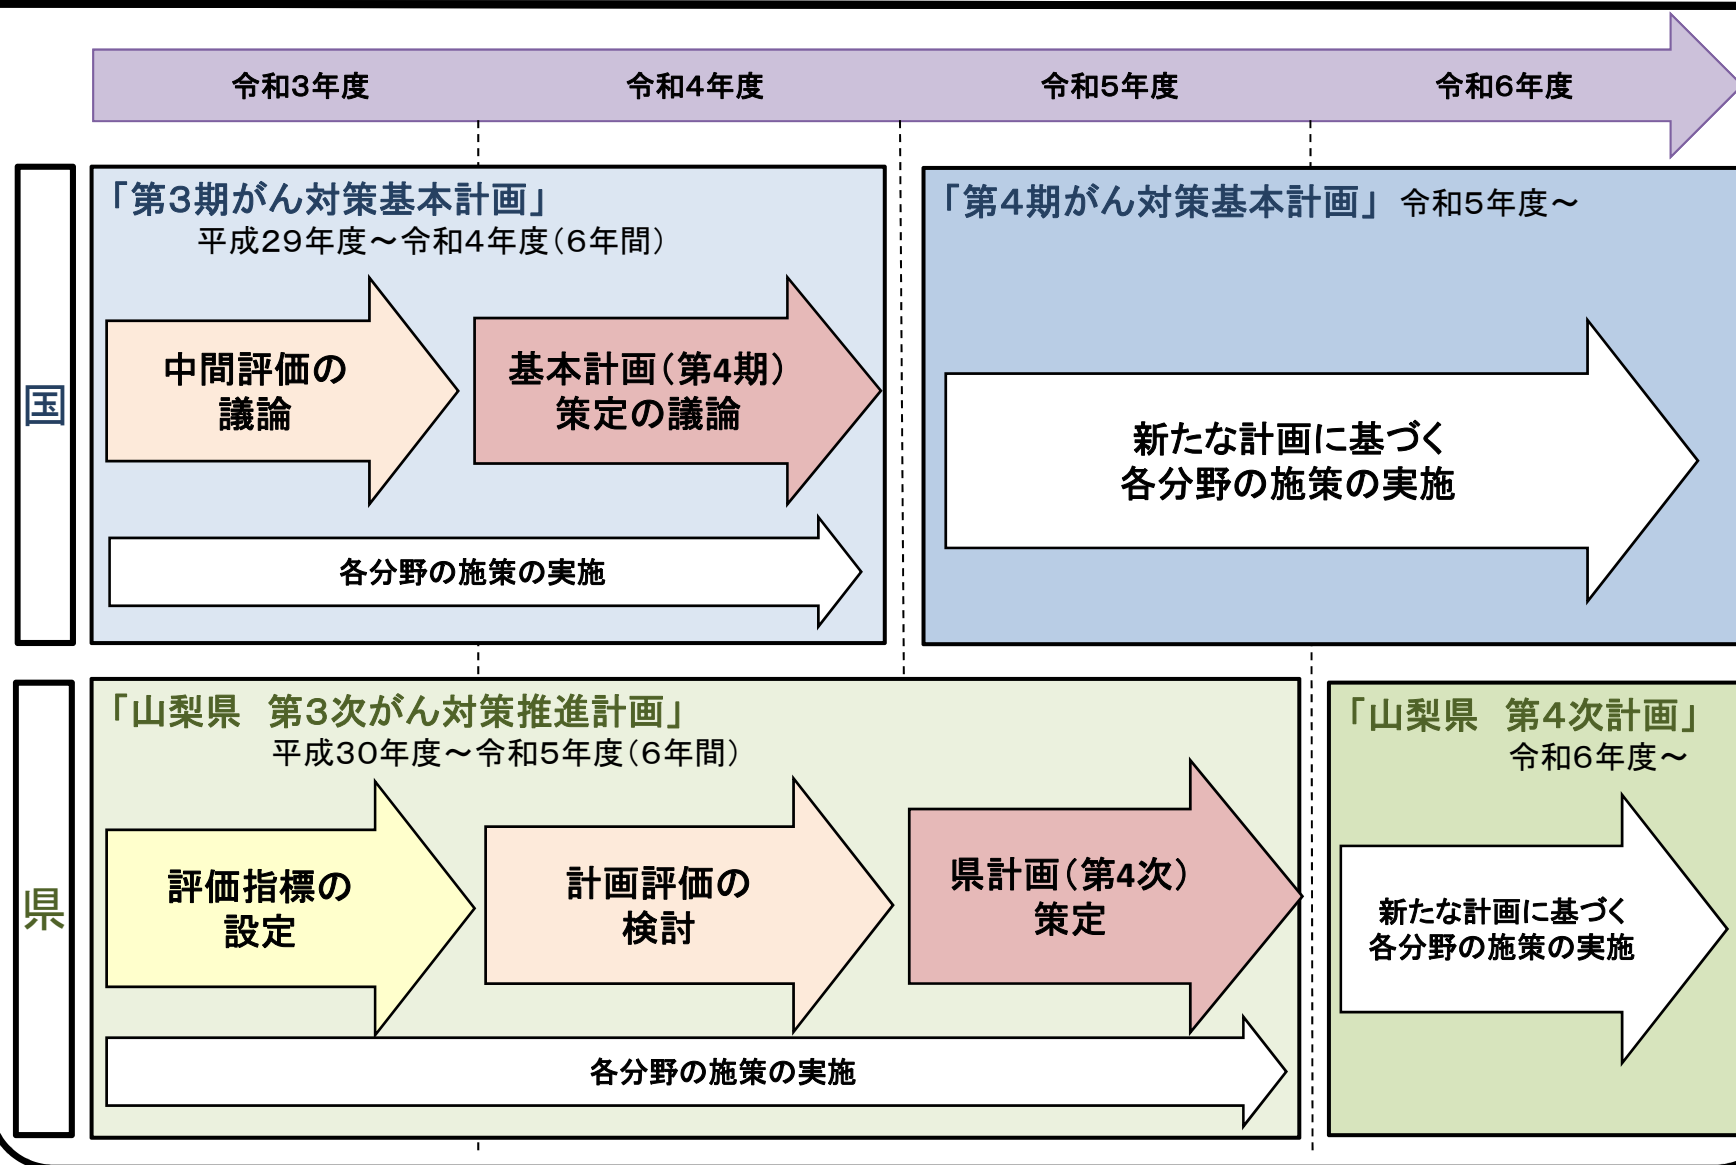 令和3年度
令和4年度
令和5年度
令和6年度
国
「第3期がん対策基本計画」
平成29年度～令和4年度(6年間)
中間評価の
議論
基本計画(第4期)
策定の議論
各分野の施策の実施
「第4期がん対策基本計画」 令和5年度～
新たな計画に基づく
各分野の施策の実施
県
「山梨県　第3次がん対策推進計画」
平成30年度～令和5年度(6年間)
評価指標の
設定
計画評価の
検討
県計画(第4次)
策定
各分野の施策の実施
「山梨県　第4次計画」
令和6年度～
新たな計画に基づく
各分野の施策の実施